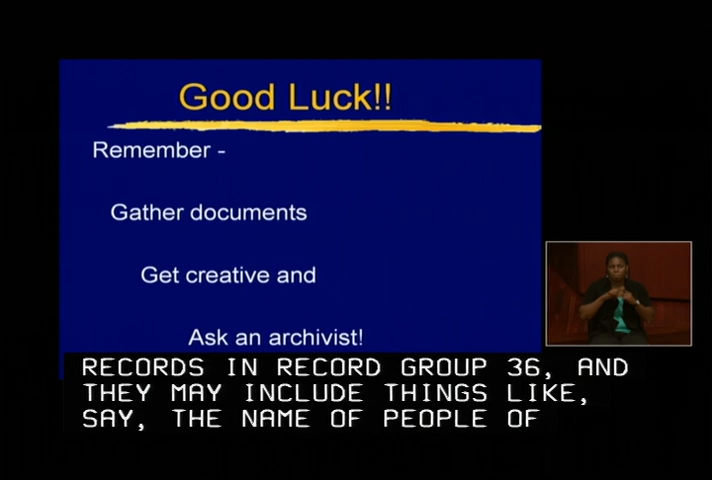 Good Luck!!
Remember -
Gather documents
Get creative and
Ask an archivist!
RECORDS IN RECORD GROUP 36, AND
THEY MAY INCLUDE THINGS LIKE,
SAY, THE NAME OF PEOPLE OF